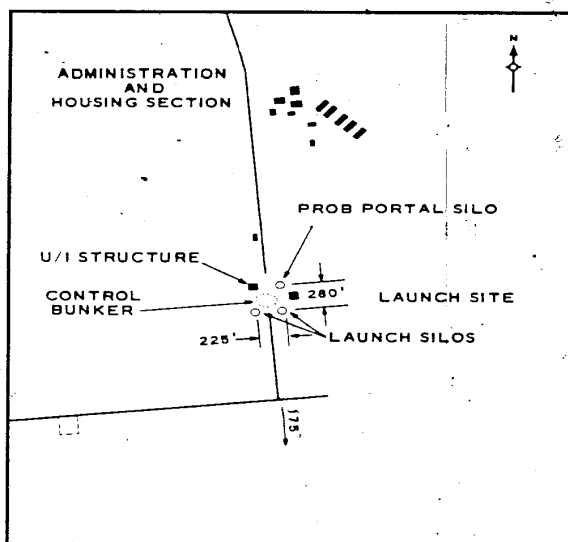 N
ADMINISTRATION
AND
HOUSING SECTION
PROB PORTAL SILO
U/I STRUCTURE
280'
CONTROL
BUNKER
LAUNCH SITE
225'
LAUNCH SILOS
175°